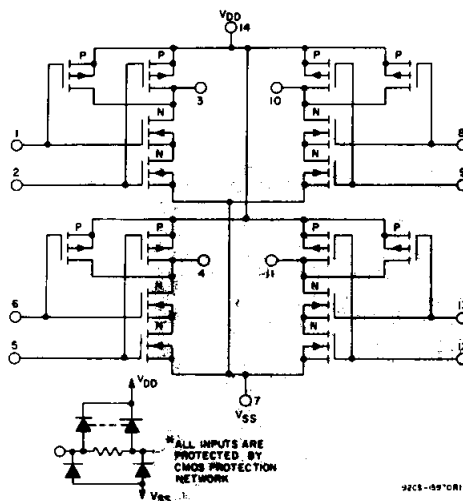 VDD
14
P P P P
3 10
1 N N 8
2 N N 9
P P P P
4 11
6 N N
5 N N
VDD
7
VSS
*ALL INPUTS ARE
PROTECTED BY
CMOS PROTECTION
NETWORK
VSS